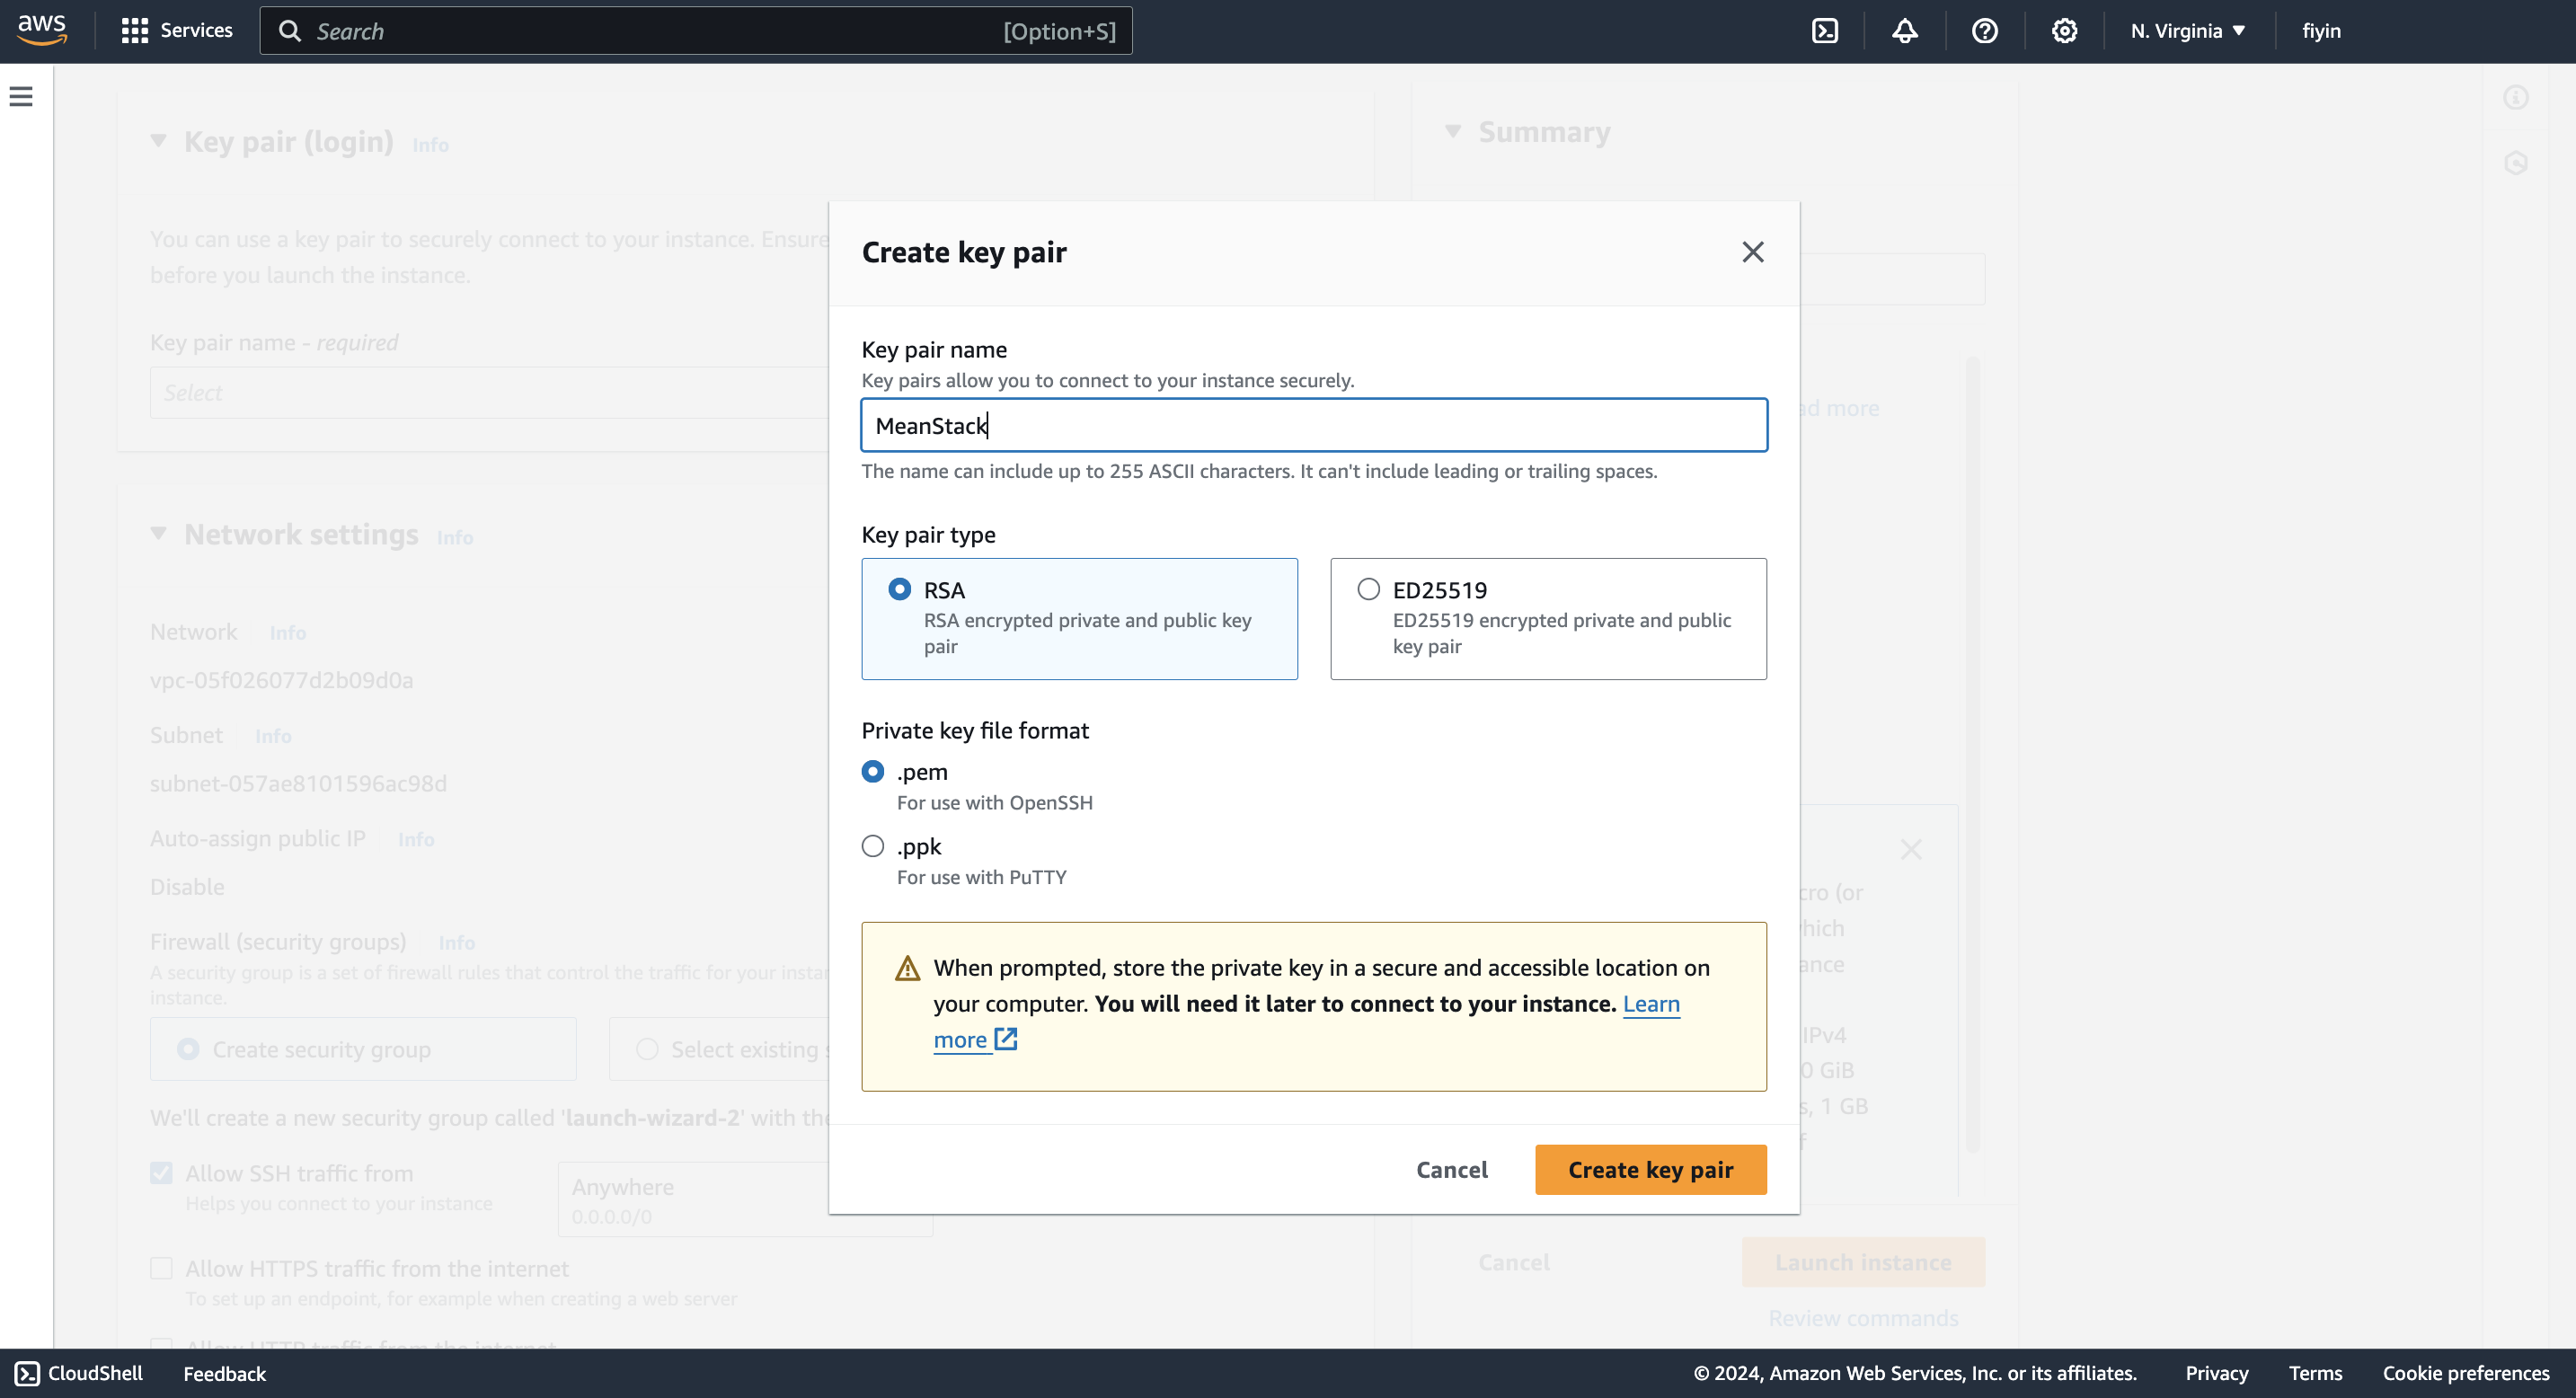 aws
Services
Search
[Option+S]
N. Virginia
fiyin
Key pair (login) Info
You can use a key pair to securely connect to your instance. Ensure
before you launch the instance.
Key pair name - required
Select
Network settings Info
Network Info
vpc-05f026077d2b09d0a
Subnet Info
subnet-057ae8101596ac98d
Auto-assign public IP Info
Disable
Firewall (security groups) Info
A security group is a set of firewall rules that control the traffic for your
instance.
Create security group
Select existing
We'll create a new security group called 'launch-wizard-2' with the
Allow SSH traffic from
Helps you connect to your instance
Anywhere
0.0.0.0/0
Allow HTTPS traffic from the internet
To set up an endpoint, for example when creating a web server
Allow HTTP traffic from the internet
Create key pair
Key pair name
Key pairs allow you to connect to your instance securely.
MeanStack
The name can include up to 255 ASCII characters. It can't include leading or trailing spaces.
Key pair type
RSA
RSA encrypted private and public key
pair
ED25519
ED25519 encrypted private and public
key pair
Private key file format
.pem
For use with OpenSSH
.ppk
For use with PuTTY
When prompted, store the private key in a secure and accessible location on
your computer. You will need it later to connect to your instance. Learn
more
Cancel
Create key pair
Summary
more
(or
IPv4
GiB
1 GB
Cancel
Launch instance
Review commands
CloudShell
Feedback
© 2024, Amazon Web Services, Inc. or its affiliates.
Privacy
Terms
Cookie preferences